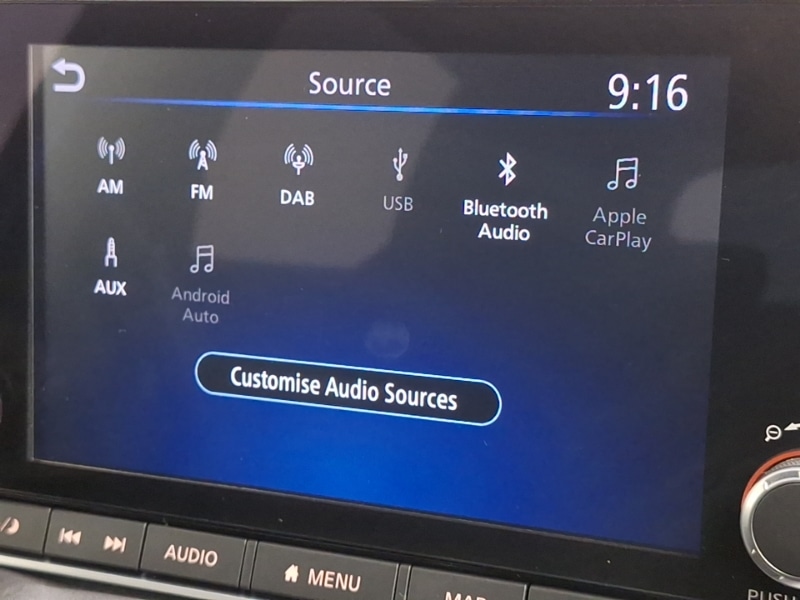 Source
9:16
AM
FM
DAB
USB
Bluetooth
Audio
Apple
CarPlay
AUX
Android
Auto
Customise Audio Sources
AUDIO
MENU
MAP
PUSH